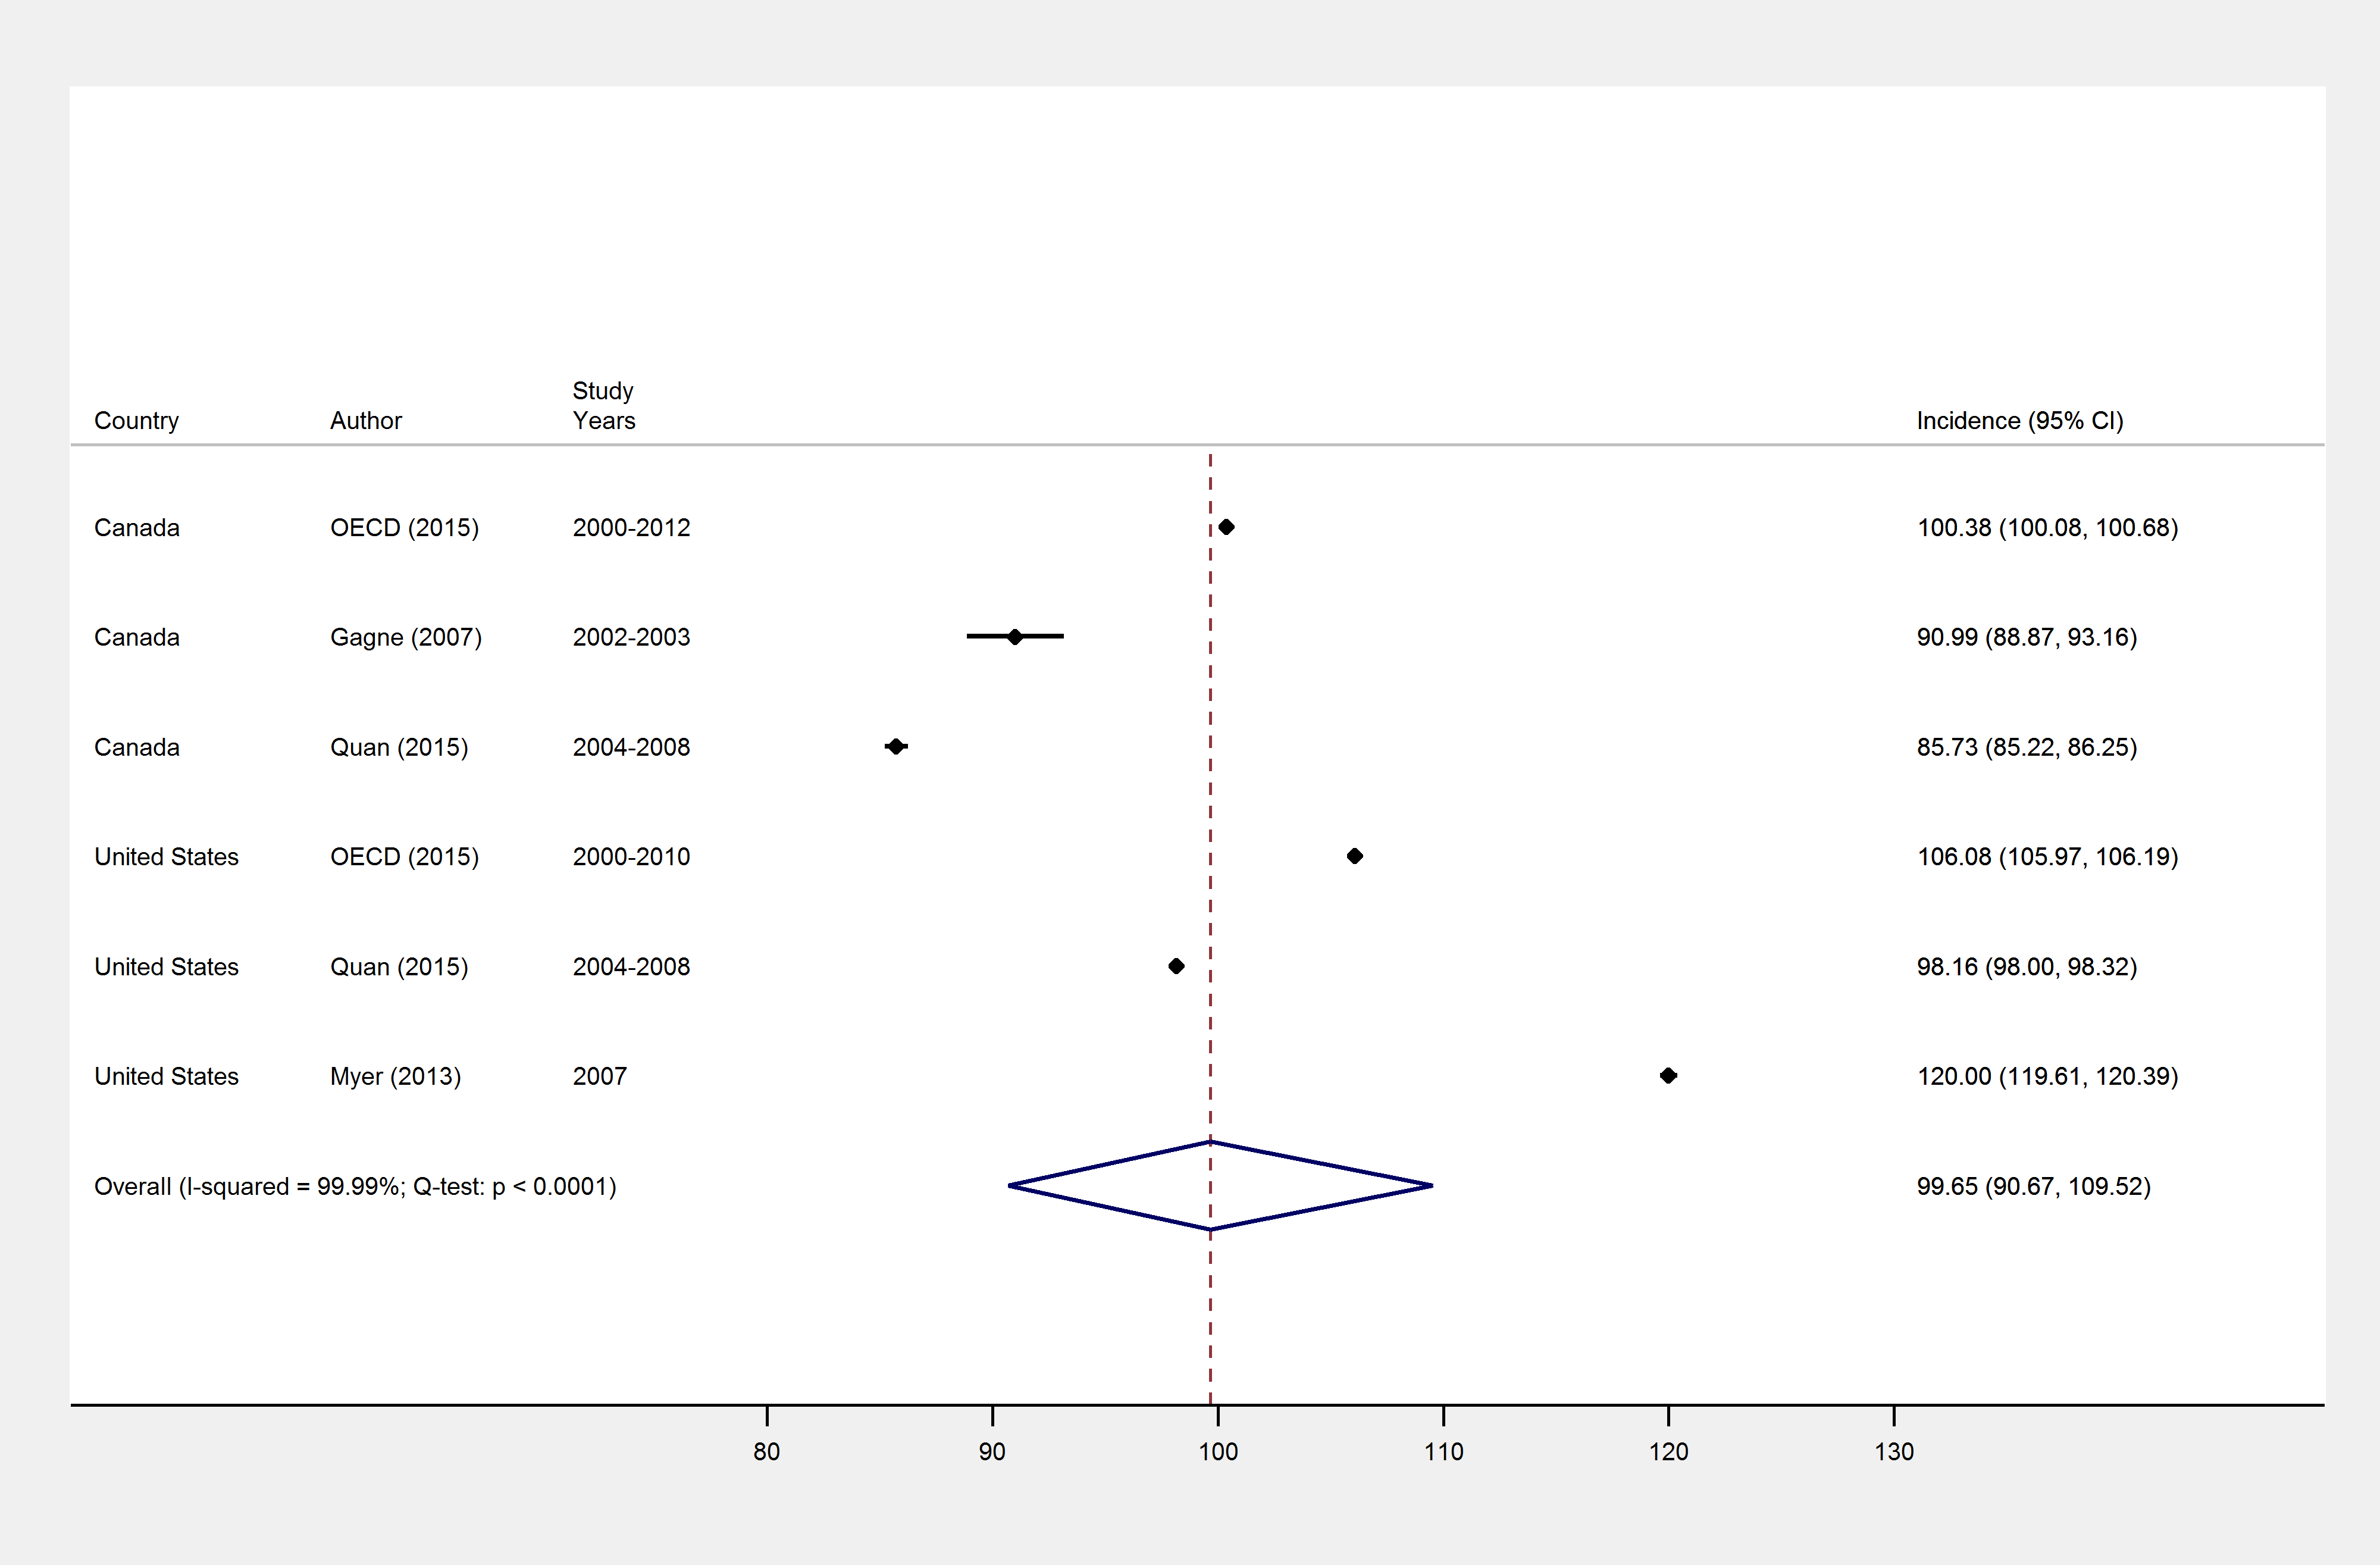 Study
Country Author Years Incidence (95% CI)
Canada OECD (2015) 2000-2012 100.38 (100.08, 100.68)
Canada Gagne (2007) 2002-2003 90.99 (88.87, 93.16)
Canada Quan (2015) 2004-2008 85.73 (85.22, 86.25)
United States OECD (2015) 2000-2010 106.08 (105.97, 106.19)
United States Quan (2015) 2004-2008 98.16 (98.00, 98.32)
United States Myer (2013) 2007 120.00 (119.61, 120.39)
Overall (I-squared = 99.99%; Q-test: p < 0.0001) 99.65 (90.67, 109.52)
80 90 100 110 120 130